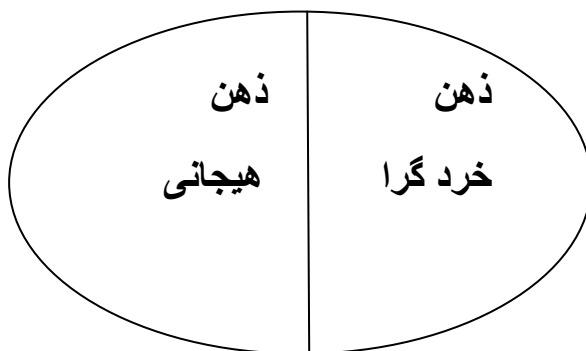 ذهن
خرد گرا
ذهن
هیجانی